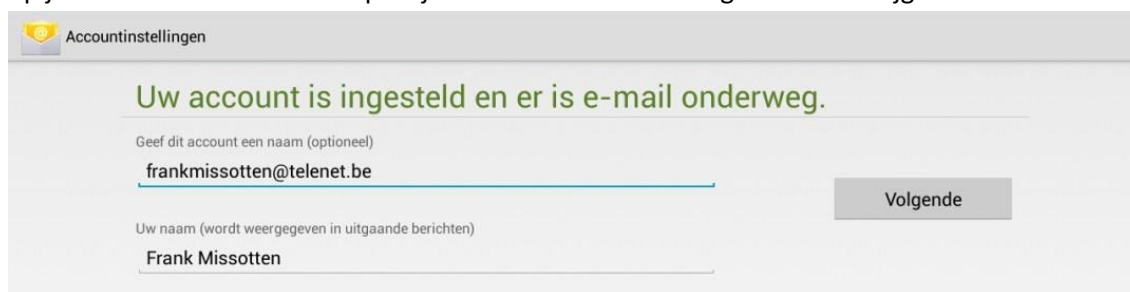 Accountinstellingen
Uw account is ingesteld en er is e-mail onderweg.
Geef dit account een naam (optioneel)
frankmissotten@telenet.be
Volgende
Uw naam (wordt weergegeven in uitgaande berichten)
Frank Missotten